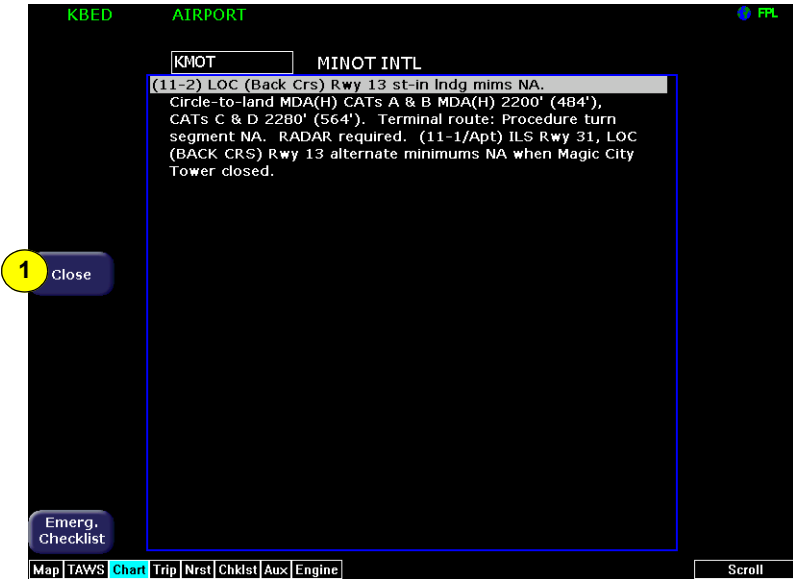 KBED AIRPORT FPL
KMOT MINOT INTL
(11-2) LOC (Back Crs) Rwy 13 st-in lndg mims NA.
Circle-to-land MDA(H) CATs A & B MDA(H) 2200' (484'),
CATs C & D 2280' (564'). Terminal route: Procedure turn
segment NA. RADAR required. (11-1/Apt) ILS Rwy 31, LOC
(BACK CRS) Rwy 13 alternate minimums NA when Magic City
Tower closed.
1 Close
Emerg.
Checklist
Map TAWS Chart Trip Nrst Chklst Aux Engine Scroll